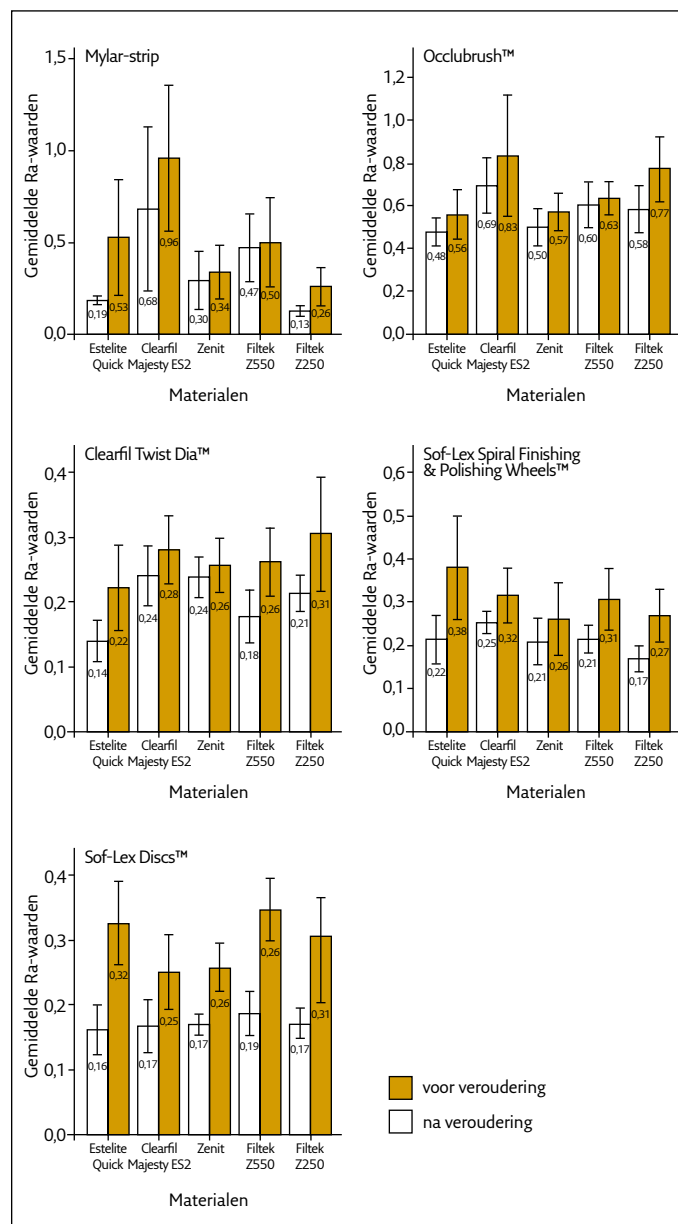 Mylar-strip
Gemiddelde Ra-waarden
1,5
1,0
0,5
0,0
0,19
0,53
0,68
0,96
0,30
0,34
0,47
0,50
0,13
0,26
Estelite Clearfil Zenit Filtek Filtek
Quick Majesty ES2 Z550 Z250
Materialen
Occlubrush™
Gemiddelde Ra-waarden
1,2
1,0
0,8
0,6
0,4
0,2
0,0
0,48
0,56
0,69
0,83
0,50
0,57
0,60
0,63
0,58
0,77
Estelite Clearfil Zenit Filtek Filtek
Quick Majesty ES2 Z550 Z250
Materialen
Clearfil Twist Dia™
Gemiddelde Ra-waarden
0,4
0,3
0,2
0,1
0,0
0,14
0,22
0,24
0,28
0,24
0,26
0,18
0,26
0,21
0,31
Estelite Clearfil Zenit Filtek Filtek
Quick Majesty ES2 Z550 Z250
Materialen
Sof-Lex Spiral Finishing
& Polishing Wheels™
Gemiddelde Ra-waarden
0,6
0,5
0,4
0,3
0,2
0,1
0,0
0,22
0,38
0,25
0,32
0,21
0,26
0,21
0,31
0,17
0,27
Estelite Clearfil Zenit Filtek Filtek
Quick Majesty ES2 Z550 Z250
Materialen
Sof-Lex Discs™
Gemiddelde Ra-waarden
0,4
0,3
0,2
0,1
0,0
0,16
0,32
0,17
0,25
0,17
0,26
0,19
0,26
0,17
0,31
Estelite Clearfil Zenit Filtek Filtek
Quick Majesty ES2 Z550 Z250
Materialen
voor veroudering
na veroudering